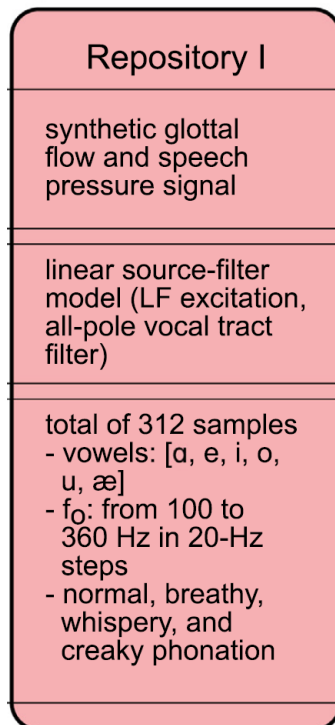 Repository I
synthetic glottal
flow and speech
pressure signal
linear source-filter
model (LF excitation,
all-pole vocal tract
filter)
total of 312 samples
- vowels: [ɑ, e, i, o,
u, æ]
- fo: from 100 to
360 Hz in 20-Hz
steps
- normal, breathy,
whispery, and
creaky phonation